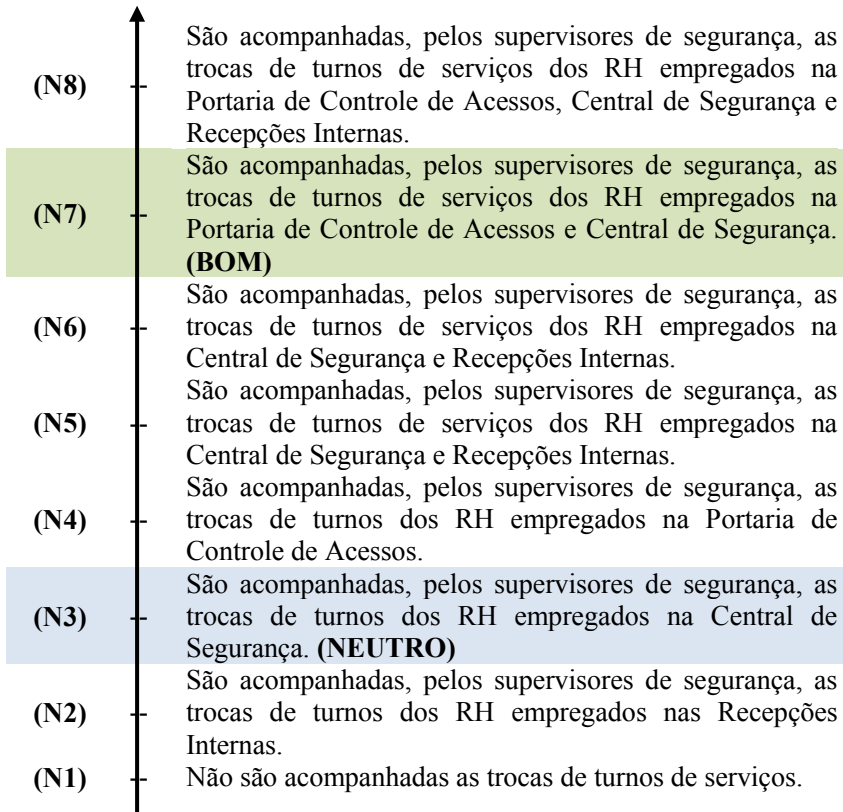 São acompanhadas, pelos supervisores de segurança, as
trocas de turnos de serviços dos RH empregados na
(N8)
Portaria de Controle de Acessos, Central de Segurança e
Recepções Internas.
São acompanhadas, pelos supervisores de segurança, as
trocas de turnos de serviços dos RH empregados na
(N7)
Portaria de Controle de Acessos e Central de Segurança.
(BOM)
São acompanhadas, pelos supervisores de segurança, as
(N6) trocas de turnos de serviços dos RH empregados na
Central de Segurança e Recepções Internas.
São acompanhadas, pelos supervisores de segurança, as
(N5) trocas de turnos de serviços dos RH empregados na
Central de Segurança e Recepções Internas.
São acompanhadas, pelos supervisores de segurança, as
(N4) trocas de turnos dos RH empregados na Portaria de
Controle de Acessos.
São acompanhadas, pelos supervisores de segurança, as
(N3) trocas de turnos dos RH empregados na Central de
Segurança. (NEUTRO)
São acompanhadas, pelos supervisores de segurança, as
(N2) trocas de turnos dos RH empregados nas Recepções
Internas.
(N1) Não são acompanhadas as trocas de turnos de serviços.